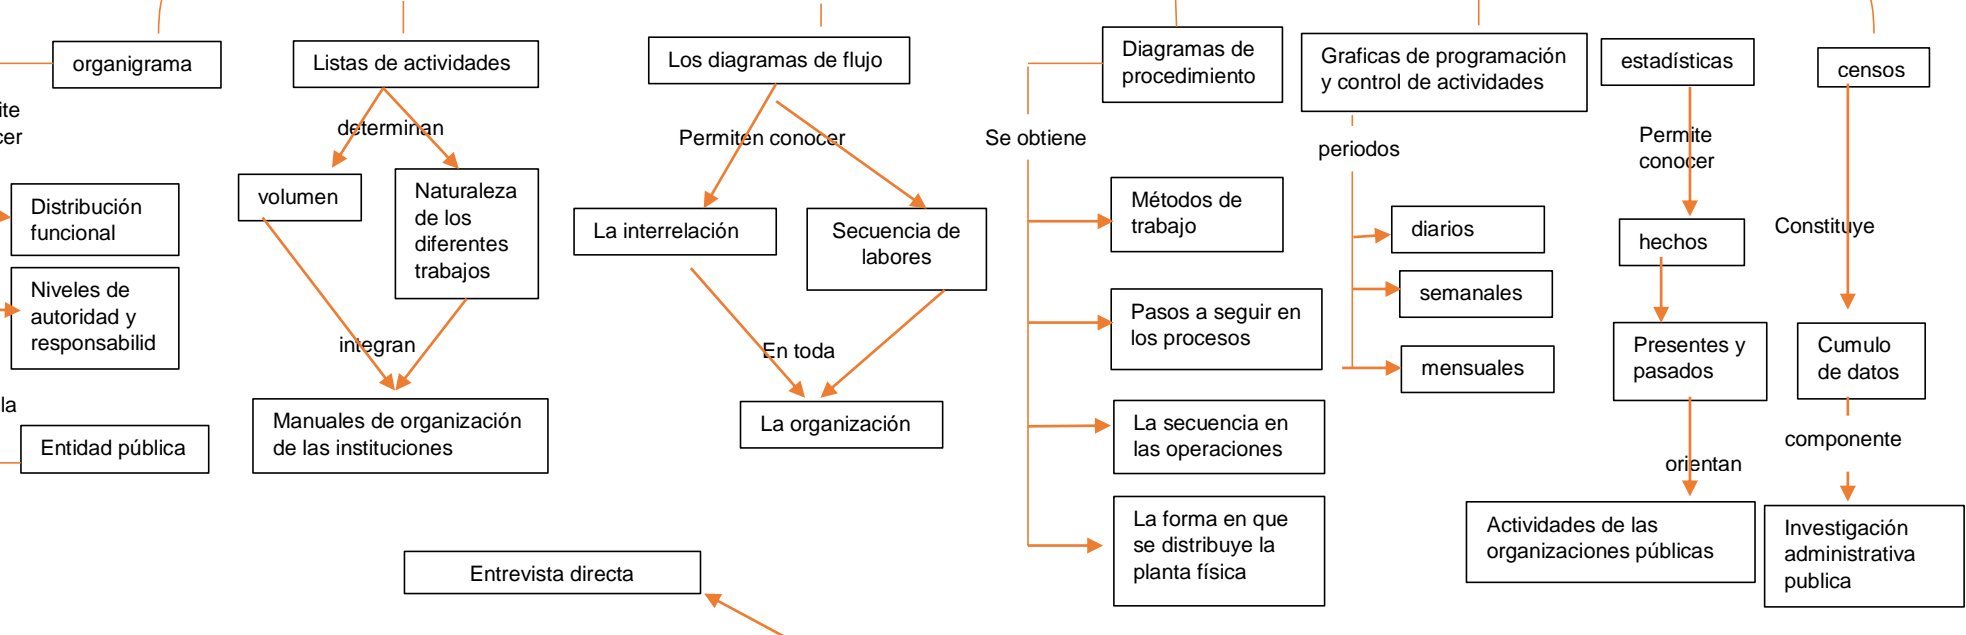 organigrama
Listas de actividades
Los diagramas de flujo
Diagramas de
procedimiento
Graficas de programación
y control de actividades
estadísticas
censos
determinan
Permiten conocer
Se obtiene
periodos
Permite
conocer
Constituye
Distribución
funcional
volumen
Naturaleza
de los
diferentes
trabajos
La interrelación
Secuencia de
labores
Métodos de
trabajo
diarios
hechos
Niveles de
autoridad y
responsabilid
integran
En toda
Pasos a seguir en
los procesos
semanales
mensuales
Presentes y
pasados
Cumulo
de datos
la
Entidad pública
Manuales de organización
de las instituciones
La organización
La secuencia en
las operaciones
orientan
componente
La forma en que
se distribuye la
planta física
Actividades de las
organizaciones públicas
Investigación
administrativa
publica
Entrevista directa